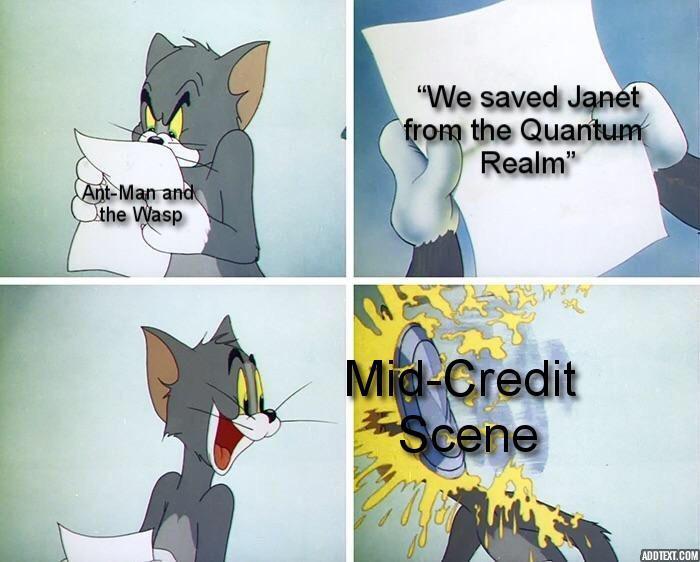 Ant-Man and
the Wasp
“We saved Janet
from the Quantum
Realm”
Mid-Credit
Scene
ADDTEXT.COM